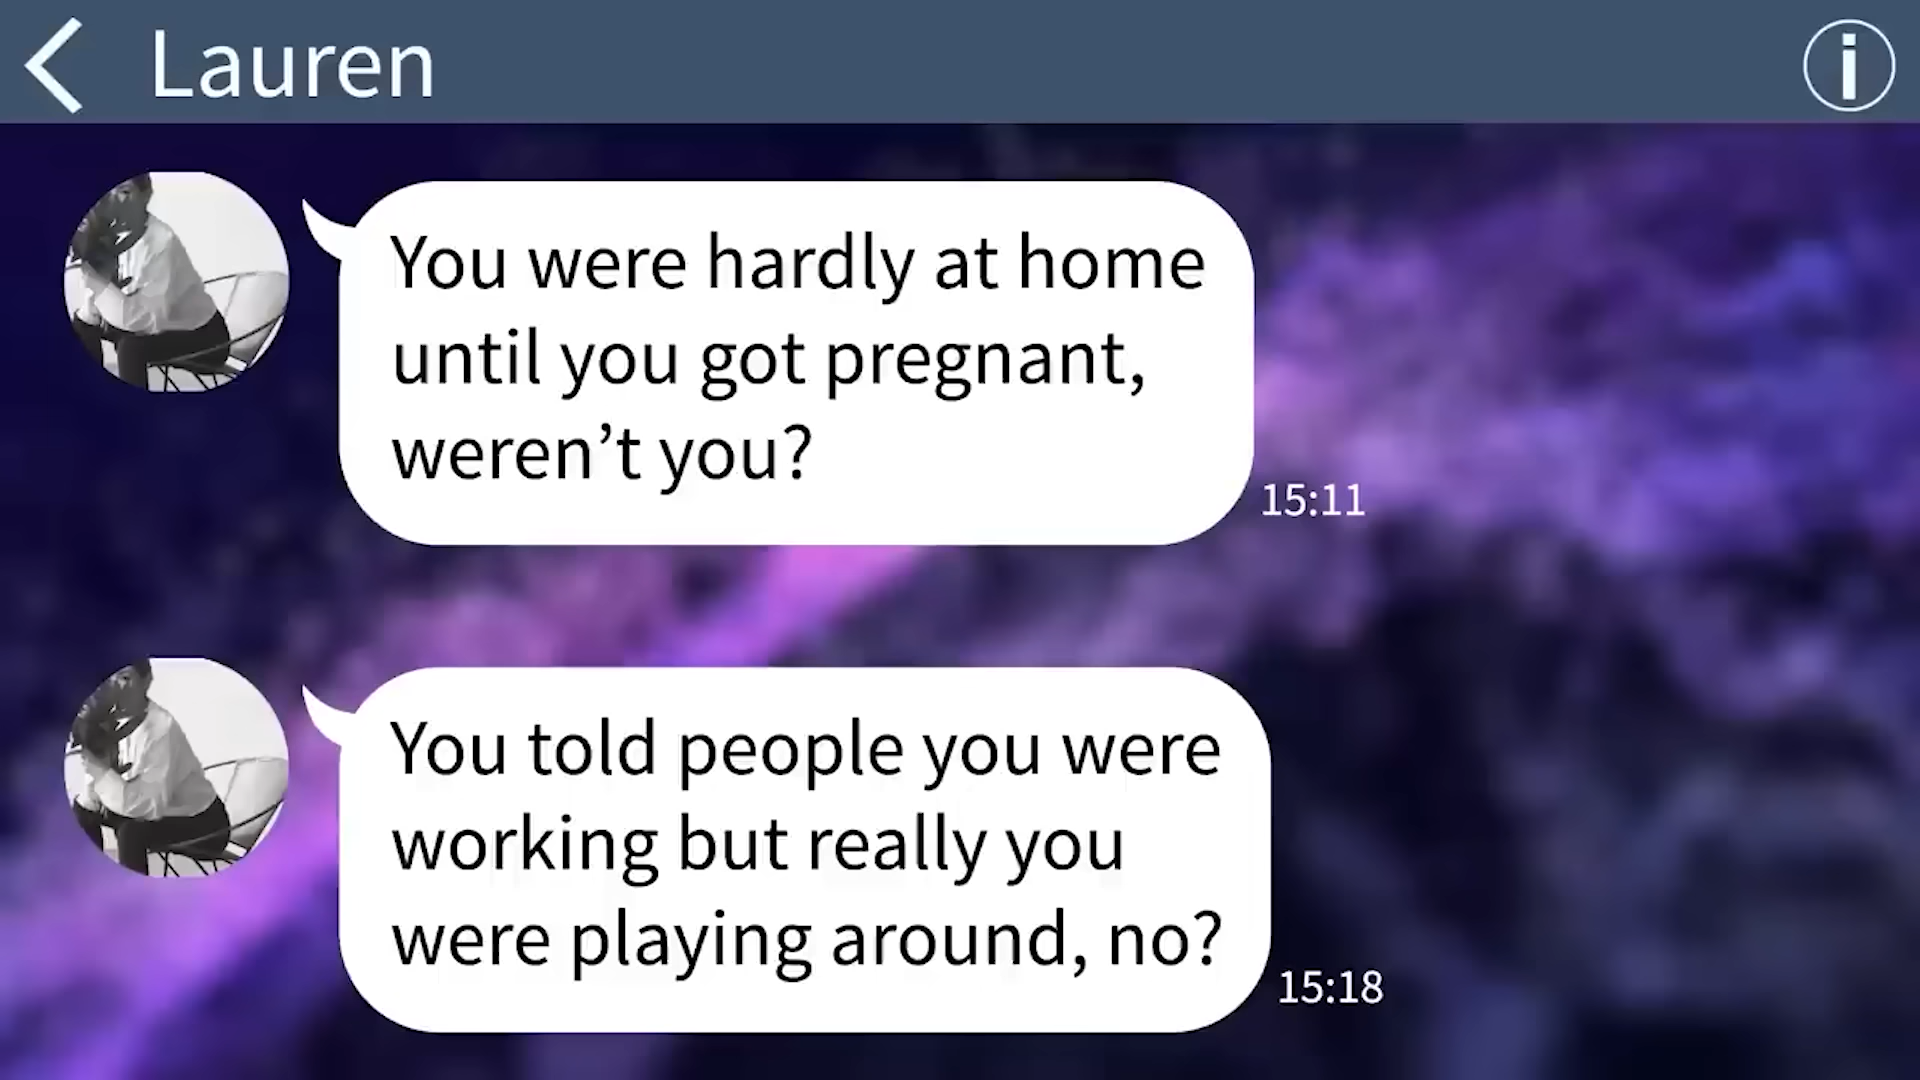 Lauren
You were hardly at home
until you got pregnant,
weren’t you?
15:11
You told people you were
working but really you
were playing around, no?
15:18